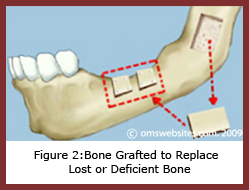 © omswebsites.com 2009
Figure 2:Bone Grafted to Replace
Lost or Deficient Bone